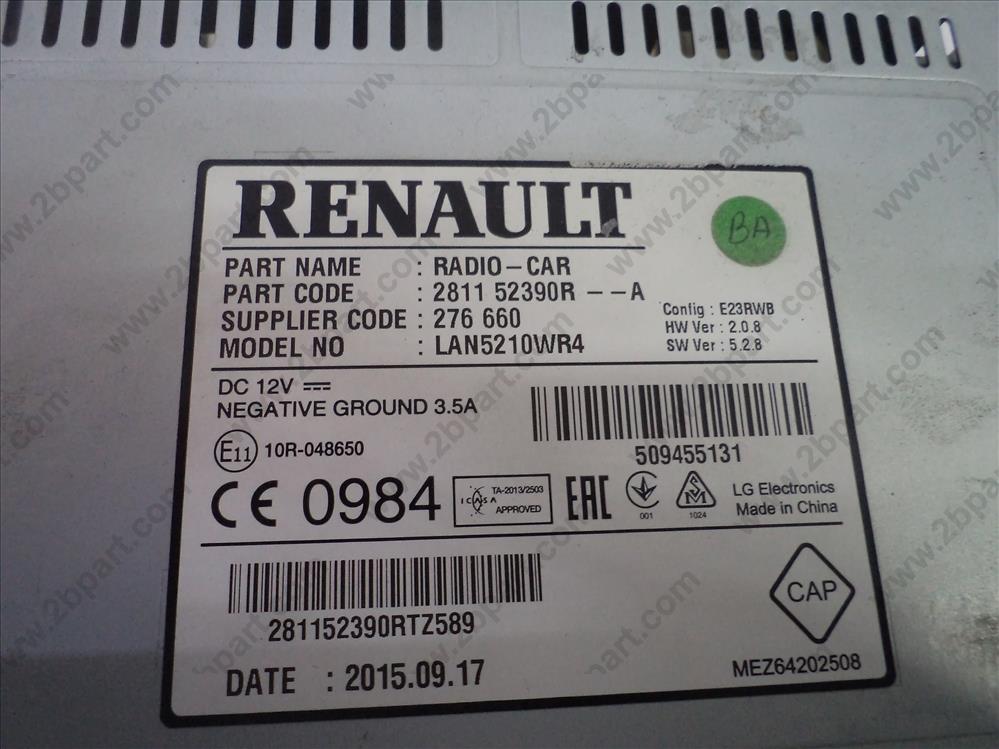 RENAULT
BA
PART NAME : RADIO-CAR
PART CODE : 2811 52390R --A
SUPPLIER CODE : 276 660
MODEL NO : LAN5210WR4
Config : E23RWB
HW Ver : 2.0.8
SW Ver : 5.2.8
DC 12V
NEGATIVE GROUND 3.5A
E11 10R-048650
509455131
CE 0984
ICASA
TA-2013/2503
APPROVED
EAC
001
1024
LG Electronics
Made in China
281152390RTZ589
CAP
DATE : 2015.09.17
MEZ64202508
www.2bpart.com